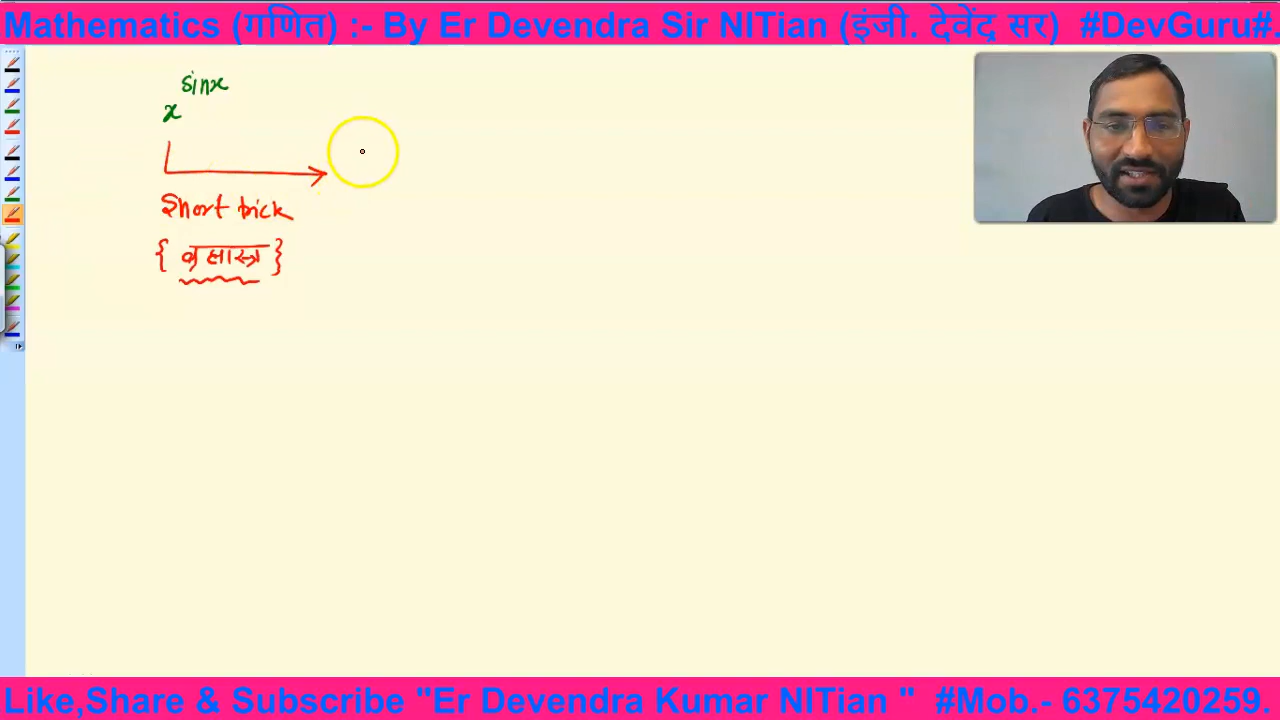 Mathematics (गणित) :- By Er Devendra Sir NITian (इंजी. देवेंद्र सर) #DevGuru#.
sinx
x
Short trick
{ ब्रह्मास्त्र }
Like,Share & Subscribe "Er Devendra Kumar NITian " #Mob.- 6375420259.